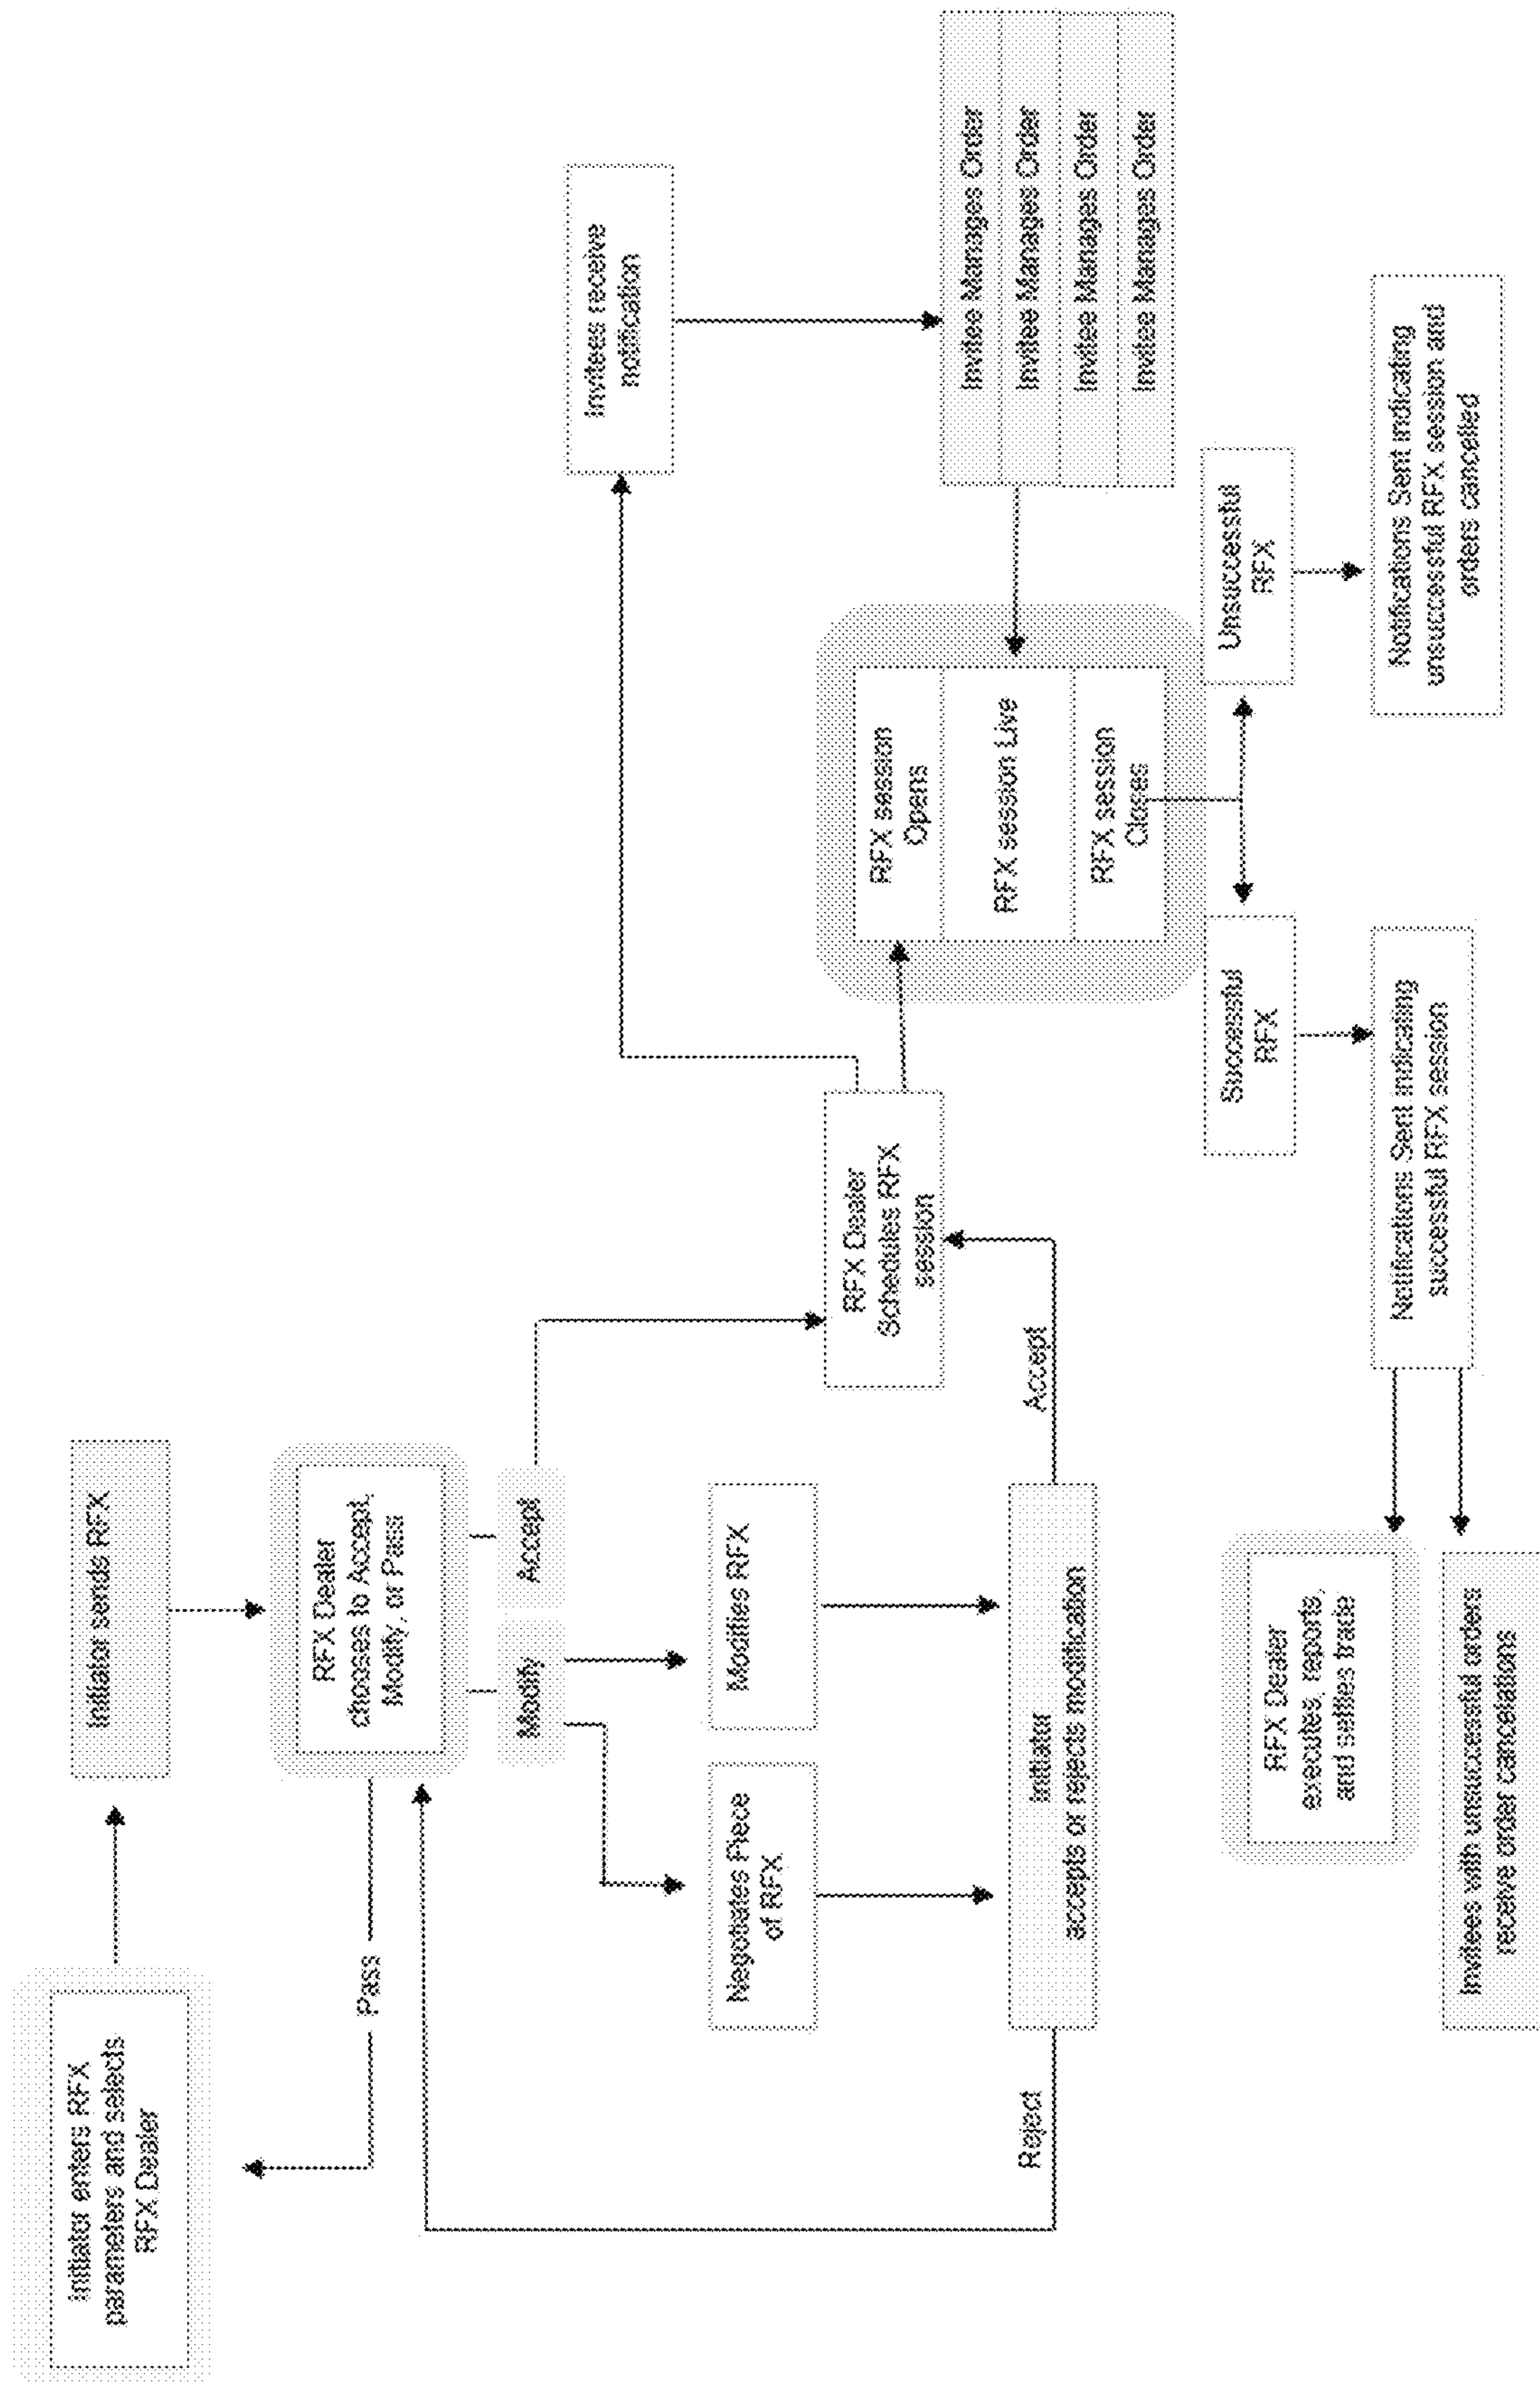 Initiator enters RFX
parameters and selects
RFX Dealer
Initiator sends RFX
RFX Dealer
chooses to Accept,
Modify, or Pass
Pass
Modify
Accept
Negotiates Piece
of RFX
Modifies RFX
Initiator
accepts or rejects modification
Reject
Accept
RFX Dealer
Schedules RFX
session
Invitees receive
notification
Invitee Manages Order
Invitee Manages Order
Invitee Manages Order
Invitee Manages Order
RFX session
Opens
RFX session Live
RFX session
Closes
Successful
RFX
Unsuccessful
RFX
Notifications Sent indicating
successful RFX session
Notifications Sent indicating
unsuccessful RFX session and
orders cancelled
RFX Dealer
executes, reports,
and settles trade
Invitees with unsuccessful orders
receive order cancelations